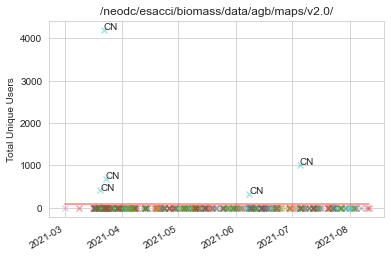 /neodc/esacci/biomass/data/agb/maps/v2.0/
Total Unique Users
4000
3000
2000
1000
0
CN
CN
CN
CN
CN
2021-03
2021-04
2021-05
2021-06
2021-07
2021-08